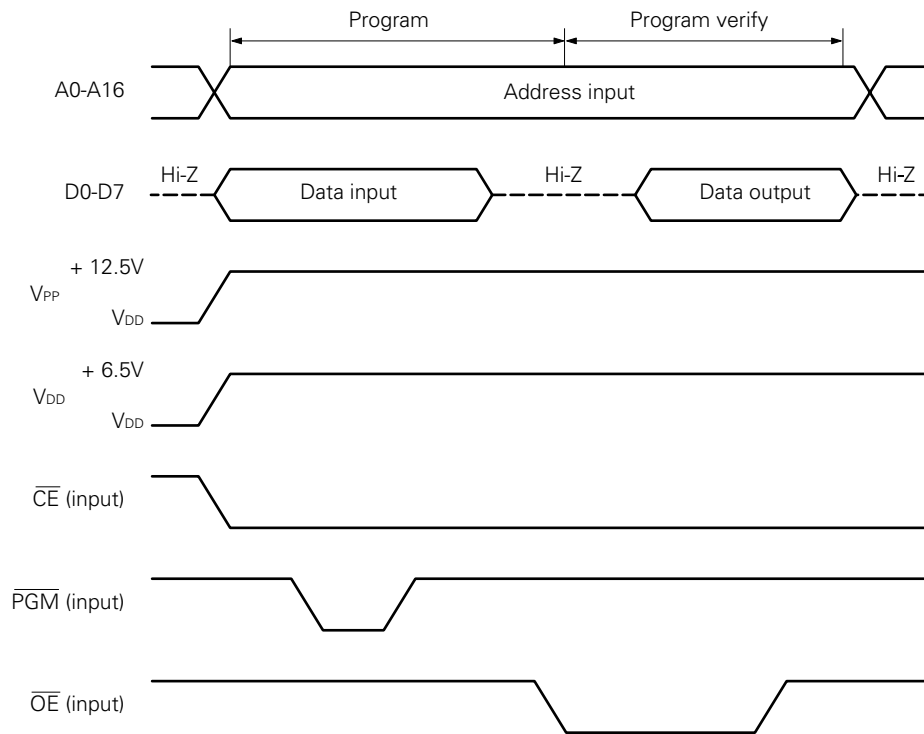 Program
Program verify
A0-A16
Address input
Hi-Z
Hi-Z
Hi-Z
D0-D7
Data input
Data output
+ 12.5V
VPP
VDD
+ 6.5V
VDD
VDD
CE (input)
PGM (input)
OE (input)